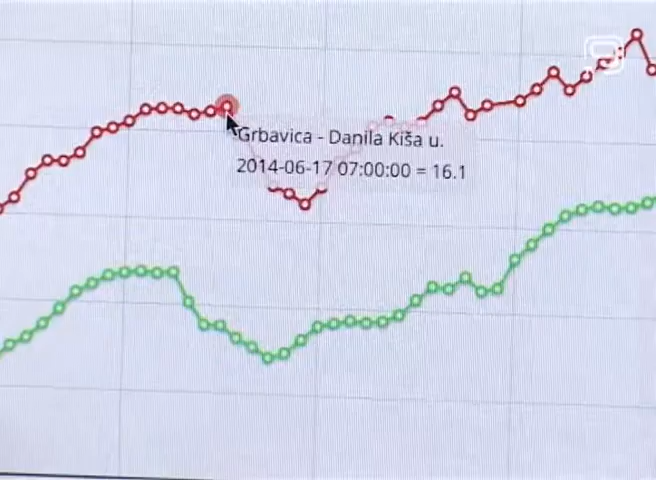 Grbavica - Danila Kiša u.
2014-06-17 07:00:00 = 16.1